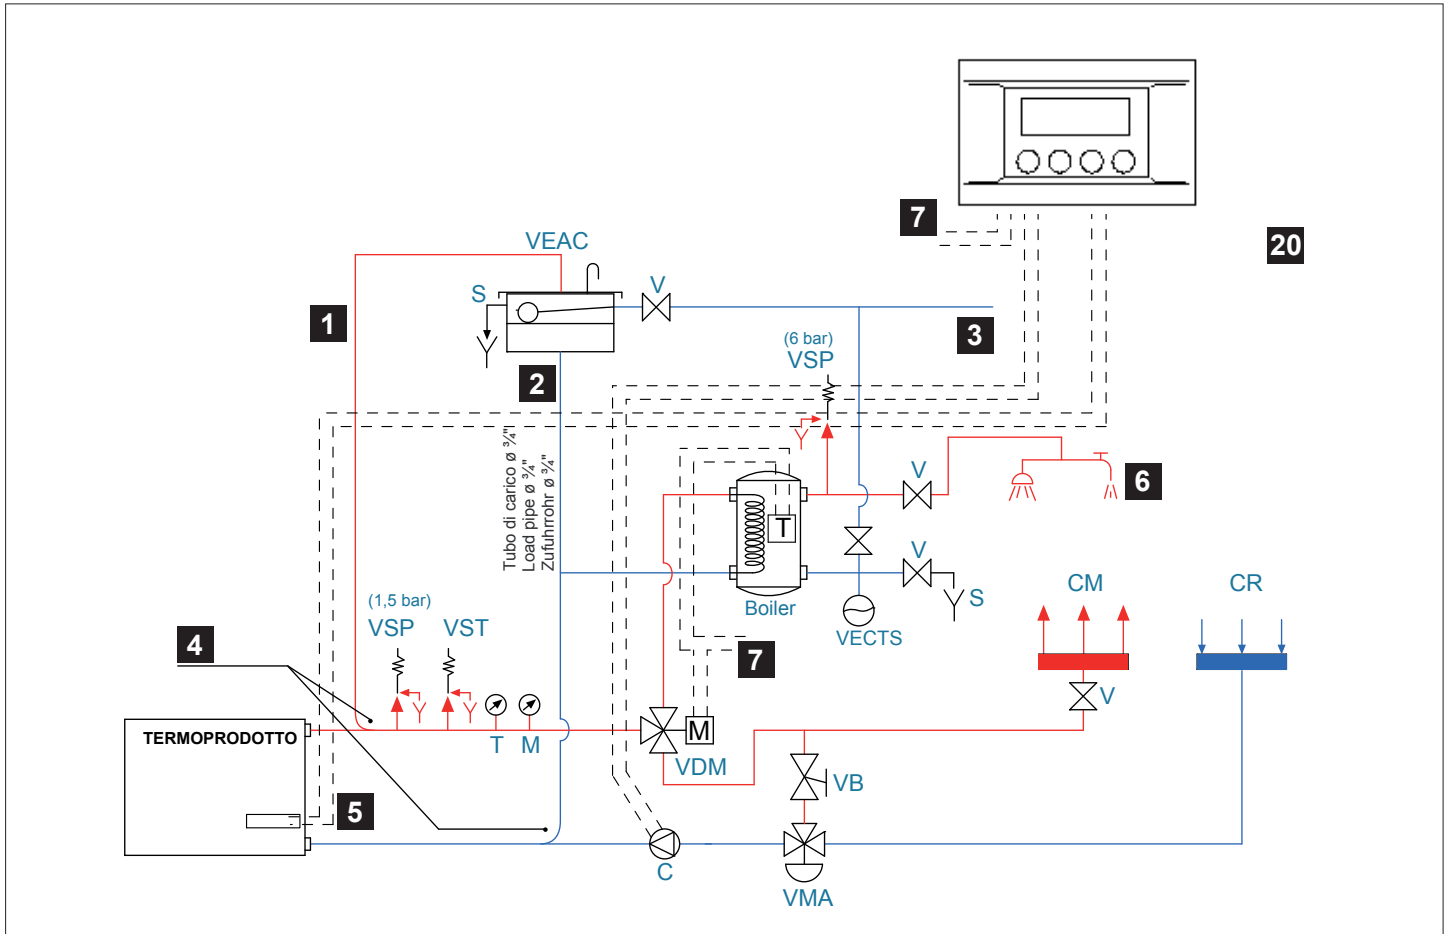 7
20
VEAC
S
V
1
3
(6 bar)
VSP
2
Tubo di carico ø ¾"
Load pipe ø ¾"
Zufuhrrohr ø ¾"
V
6
T
V
S
Boiler
VECTS
CM
CR
(1,5 bar)
VSP
VST
4
7
V
TERMOPRODOTTO
T
M
M
VDM
VB
5
C
VMA